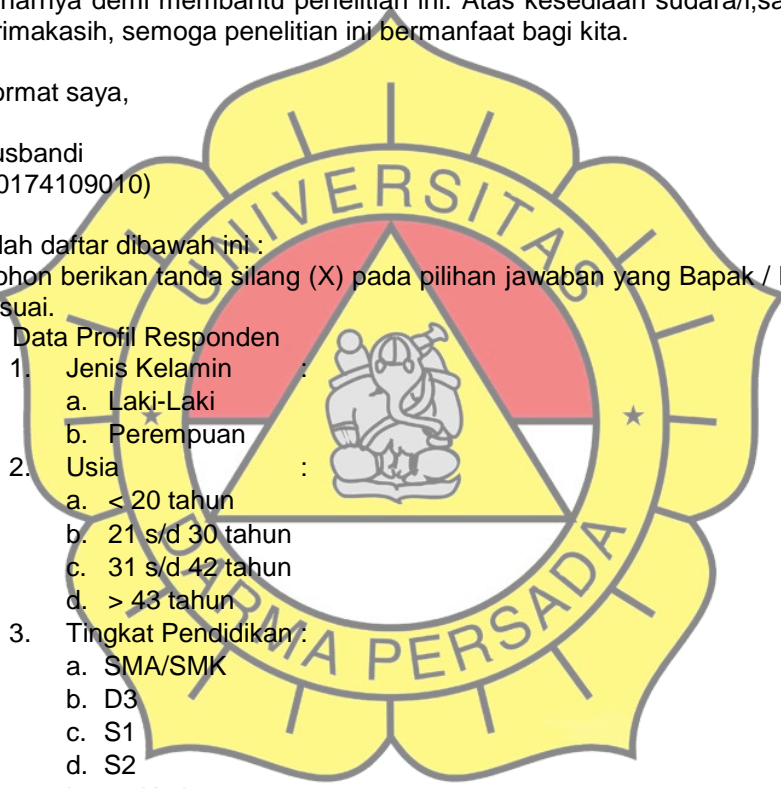 narnya demi membantu penelitian ini. Atas kesediaan sudara/i,sa
rimakasih, semoga penelitian ini bermanfaat bagi kita.
ormat saya,
usbandi
0174109010)
lah daftar dibawah ini :
ohon berikan tanda silang (X) pada pilihan jawaban yang Bapak /
suai.
Data Profil Responden
1. Jenis Kelamin :
a. Laki-Laki
b. Perempuan
2. Usia :
a. < 20 tahun
b. 21 s/d 30 tahun
c. 31 s/d 42 tahun
d. > 43 tahun
3. Tingkat Pendidikan :
a. SMA/SMK
b. D3
c. S1
d. S2
UNIVERSITAS
DARMA PERSADA